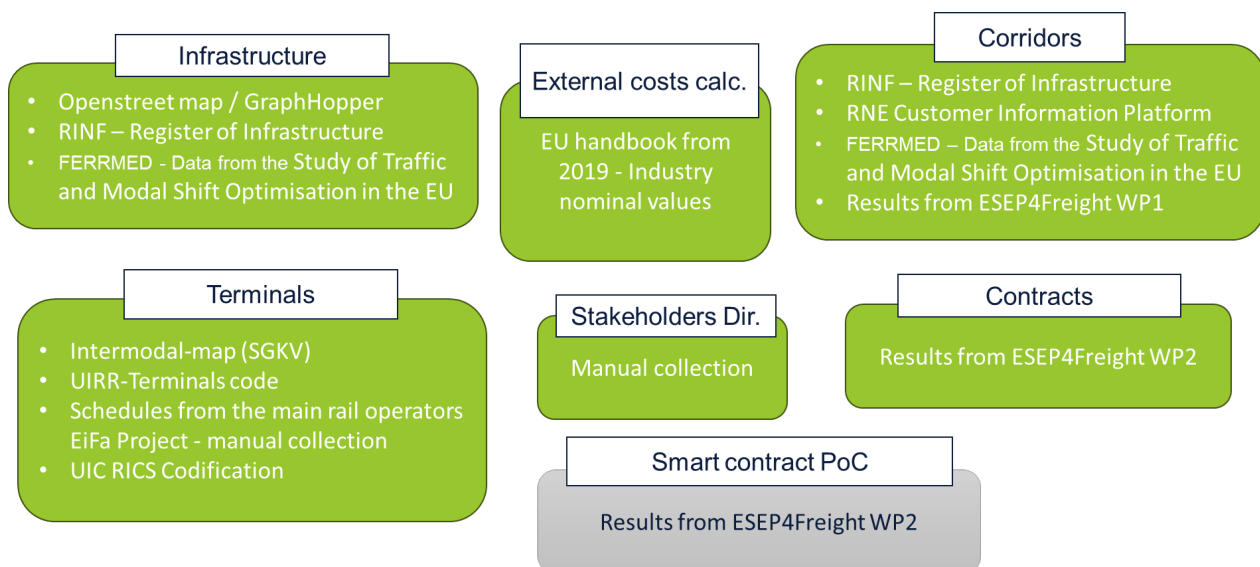 Infrastructure
• Openstreet map / GraphHopper
• RINF – Register of Infrastructure
• FERRMED - Data from the Study of Traffic
and Modal Shift Optimisation in the EU
External costs calc.
EU handbook from
2019 - Industry
nominal values
Corridors
• RINF – Register of Infrastructure
• RNE Customer Information Platform
• FERRMED – Data from the Study of Traffic
and Modal Shift Optimisation in the EU
• Results from ESEP4Freight WP1
Terminals
• Intermodal-map (SGKV)
• UIRR-Terminals code
• Schedules from the main rail operators
EiFa Project - manual collection
• UIC RICS Codification
Stakeholders Dir.
Manual collection
Contracts
Results from ESEP4Freight WP2
Smart contract PoC
Results from ESEP4Freight WP2